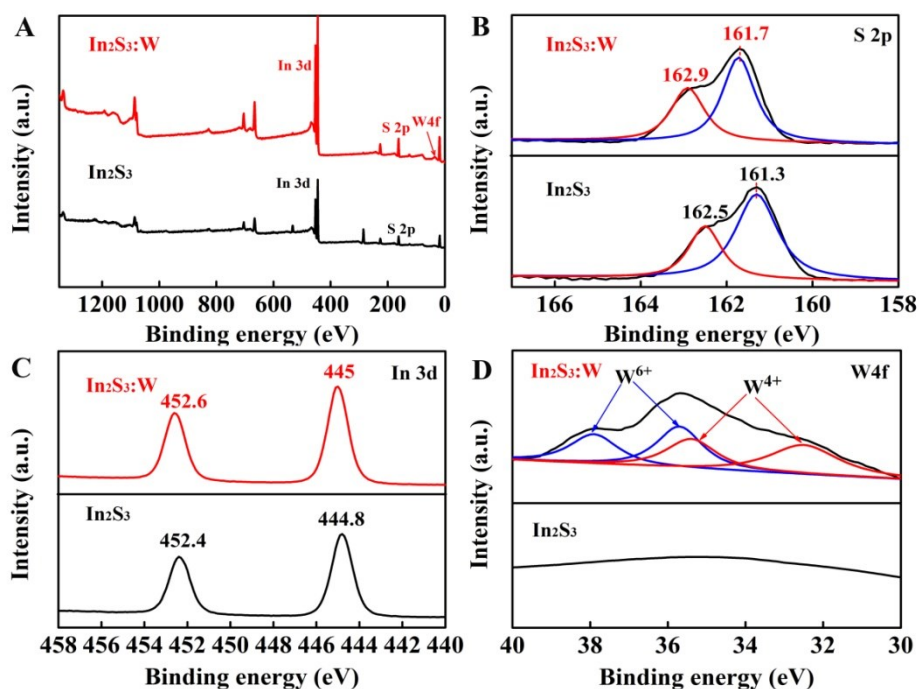 A
In₂S₃:W
In 3d
S 2p
W4f
In₂S₃
In 3d
S 2p
Intensity (a.u.)
1200 1000 800 600 400 200 0
Binding energy (eV)
B
In₂S₃:W
S 2p
161.7
162.9
In₂S₃
161.3
162.5
Intensity (a.u.)
166 164 162 160 158
Binding energy (eV)
C
In₂S₃:W
In 3d
445
452.6
In₂S₃
444.8
452.4
Intensity (a.u.)
458 456 454 452 450 448 446 444 442 440
Binding energy (eV)
D
In₂S₃:W
W4f
W⁶⁺
W⁴⁺
In₂S₃
Intensity (a.u.)
40 38 36 34 32 30
Binding energy (eV)